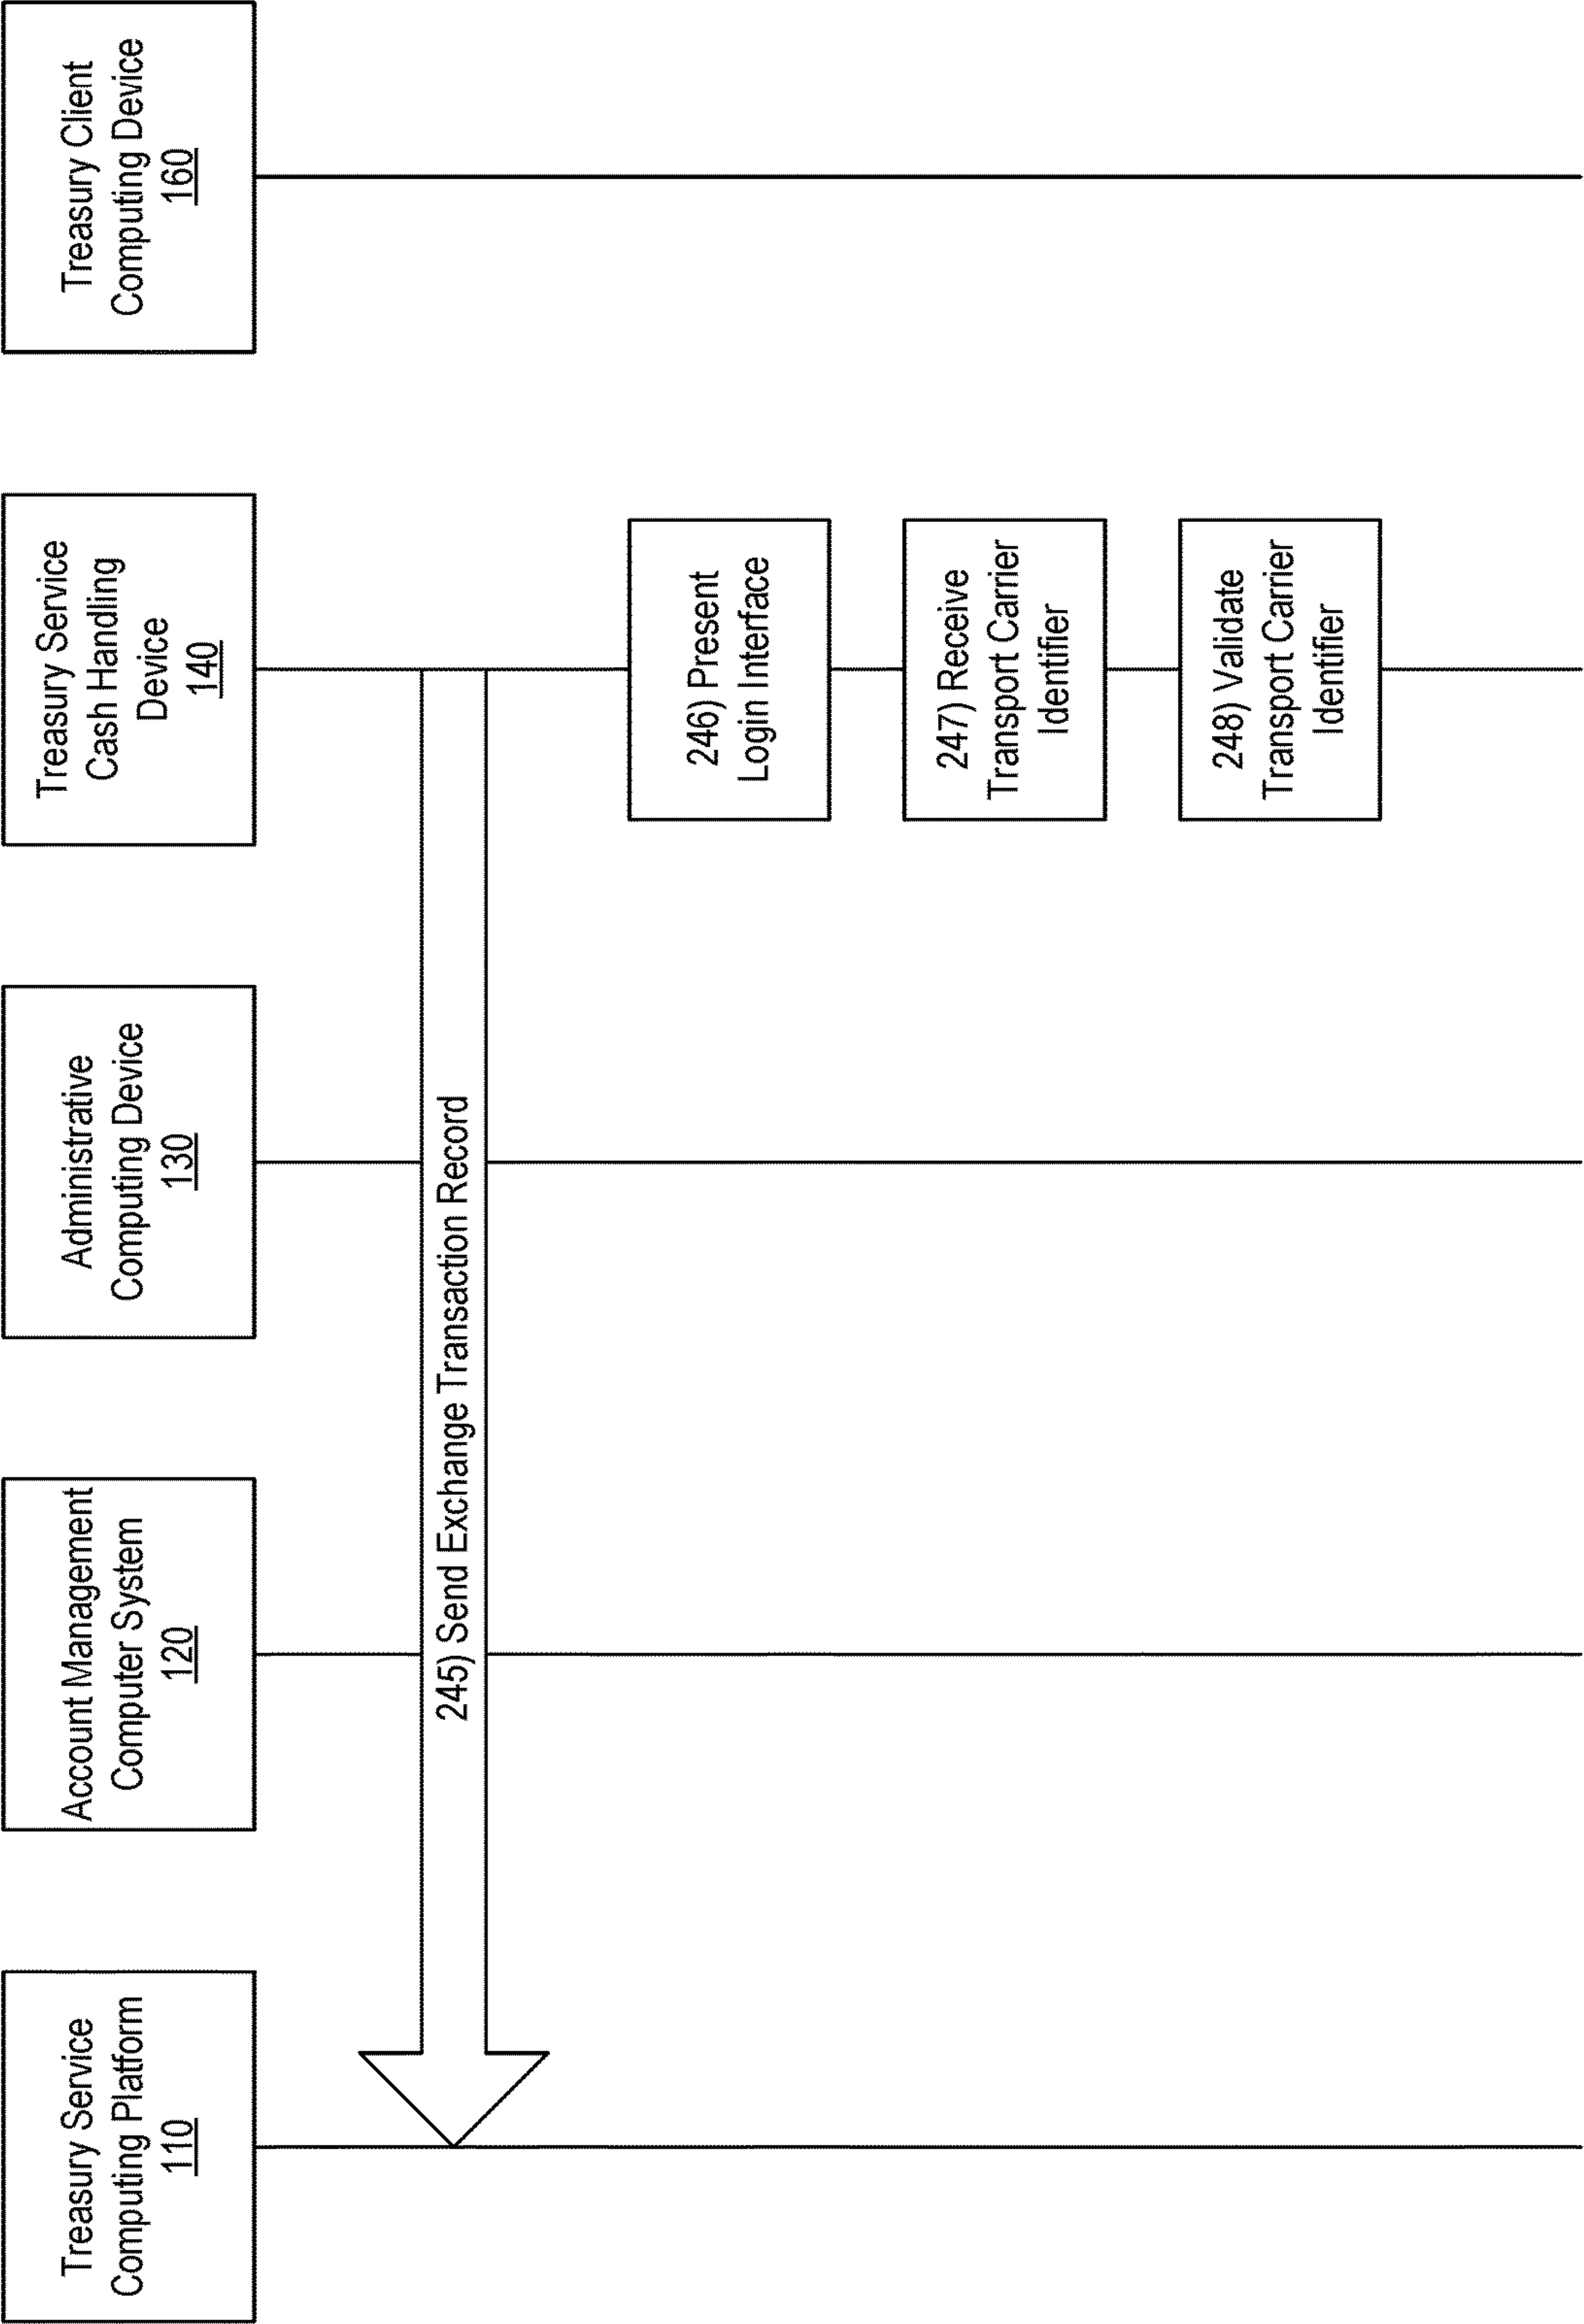 Treasury Service
Computing Platform
110
Account Management
Computer System
120
Administrative
Computing Device
130
Treasury Service
Cash Handling
Device
140
Treasury Client
Computing Device
160
245) Send Exchange Transaction Record
246) Present
Login Interface
247) Receive
Transport Carrier
Identifier
248) Validate
Transport Carrier
Identifier